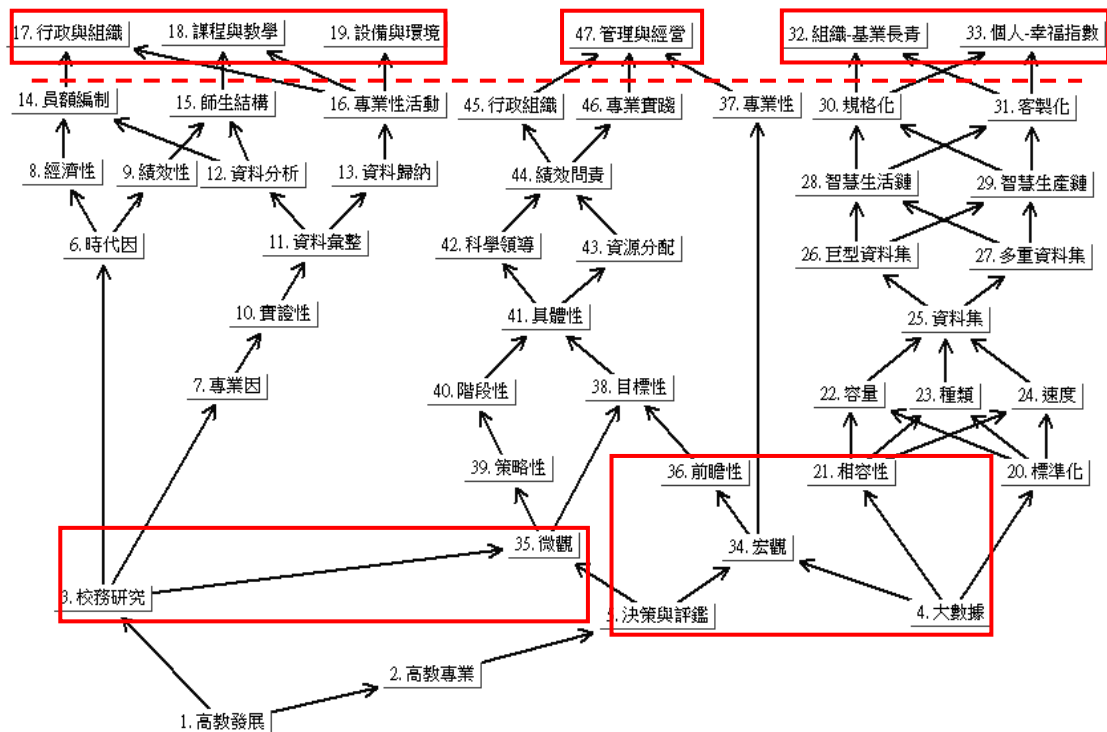 17. 行政與組織
18. 課程與教學
19. 設備與環境
47. 管理與經營
32. 組織-基業長青
33. 個人-幸福指數
14. 員額編制
15. 師生結構
16. 專業性活動
45. 行政組織
46. 專業實踐
37. 專業性
30. 規格化
31. 客製化
8. 經濟性
9. 績效性
12. 資料分析
13. 資料歸納
44. 績效問責
28. 智慧生活鏈
29. 智慧生產鏈
6. 時代因
11. 資料彙整
42. 科學領導
43. 資源分配
26. 巨型資料集
27. 多重資料集
10. 實證性
41. 具體性
25. 資料集
7. 專業因
40. 階段性
38. 目標性
22. 容量
23. 種類
24. 速度
39. 策略性
36. 前瞻性
21. 相容性
20. 標準化
35. 微觀
34. 宏觀
3. 校務研究
5. 決策與評鑑
4. 大數據
2. 高教專業
1. 高教發展